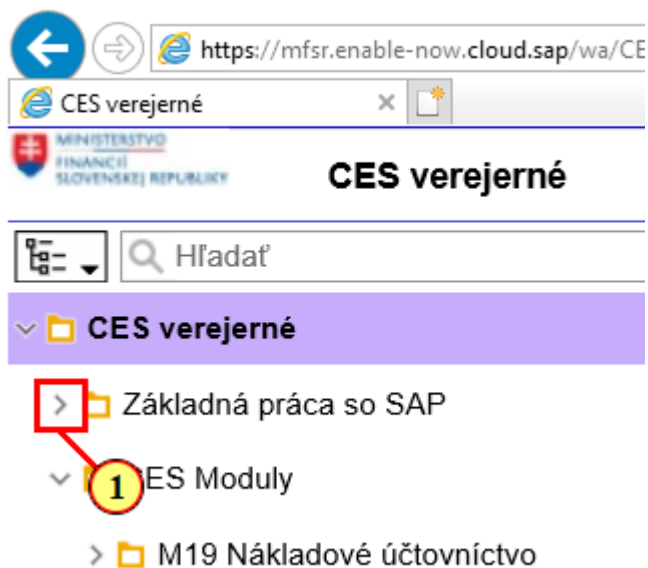 https://mfsr.enable-now.cloud.sap/wa/CE
CES verejerné
MINISTERSTVO
FINANCIÍ
SLOVENSKEJ REPUBLIKY
CES verejerné
Hľadať
CES verejerné
Základná práca so SAP
1
ES Moduly
M19 Nákladové účtovníctvo